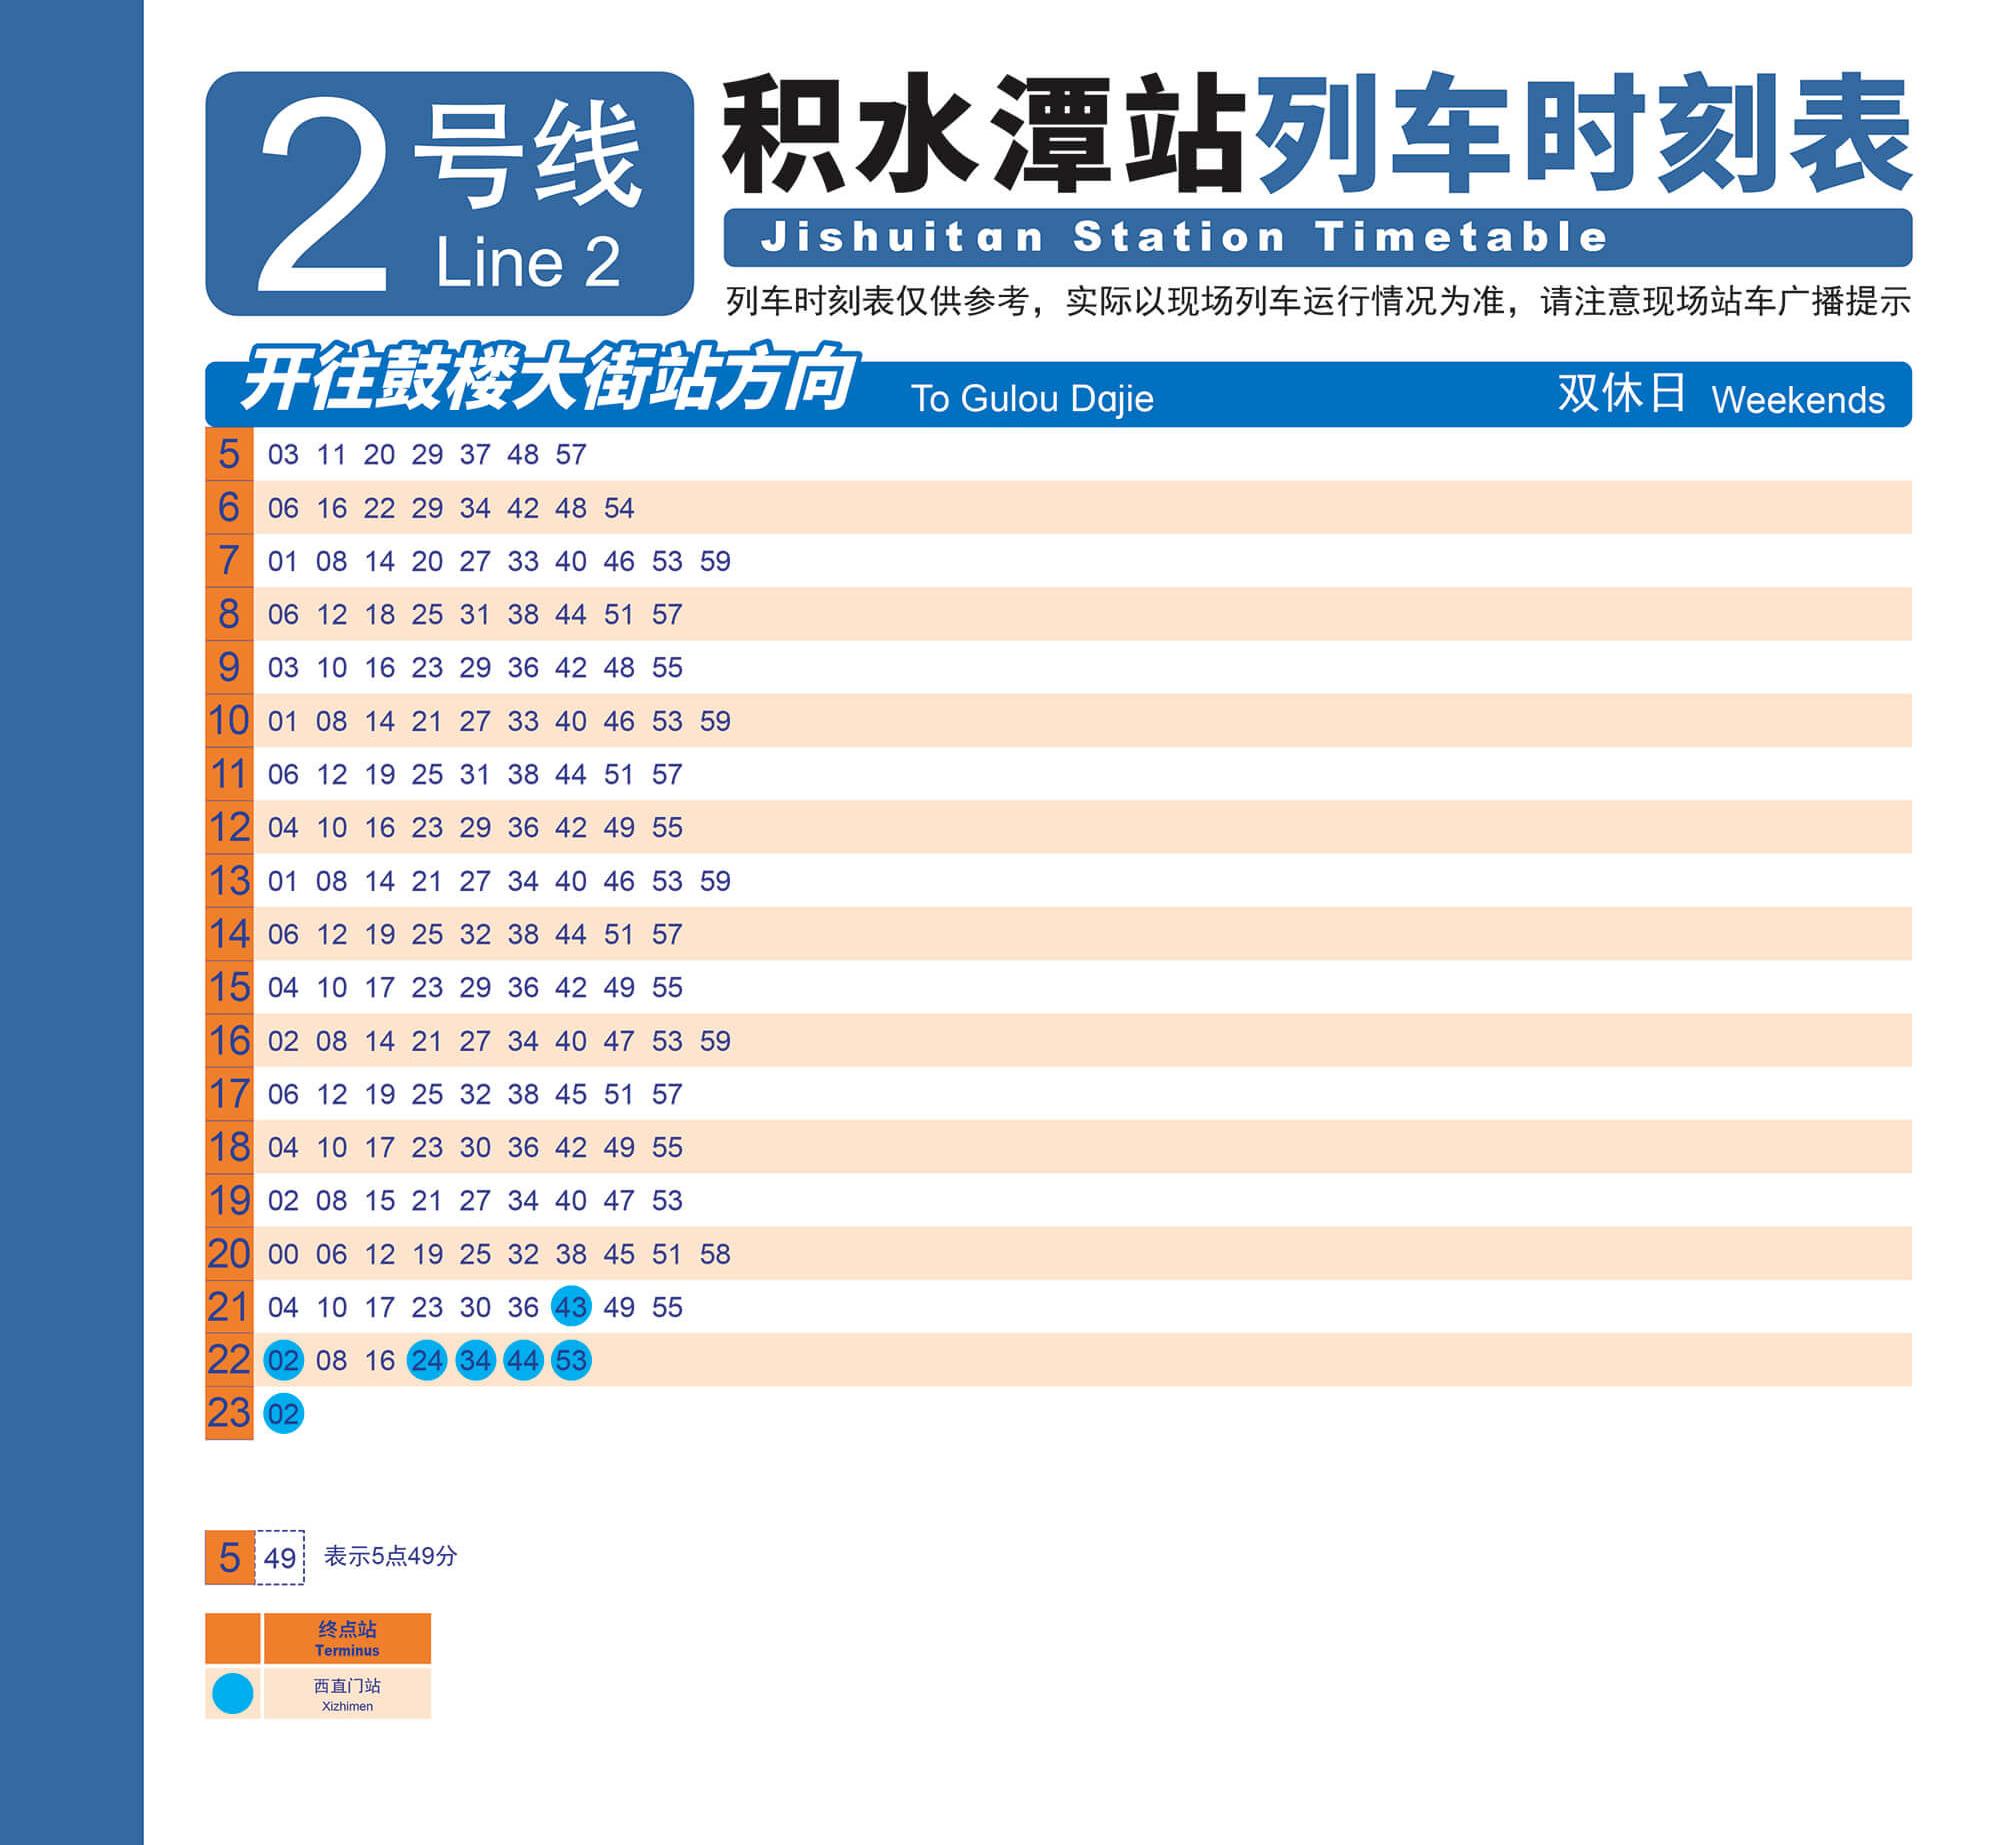 2号线
Line 2
积水潭站列车时刻表
Jishuitan Station Timetable
列车时刻表仅供参考，实际以现场列车运行情况为准，请注意现场站车广播提示
开往鼓楼大街站方向 To Gulou Dajie 双休日 Weekends
5 03 11 20 29 37 48 57
6 06 16 22 29 34 42 48 54
7 01 08 14 20 27 33 40 46 53 59
8 06 12 18 25 31 38 44 51 57
9 03 10 16 23 29 36 42 48 55
10 01 08 14 21 27 33 40 46 53 59
11 06 12 19 25 31 38 44 51 57
12 04 10 16 23 29 36 42 49 55
13 01 08 14 21 27 34 40 46 53 59
14 06 12 19 25 32 38 44 51 57
15 04 10 17 23 29 36 42 49 55
16 02 08 14 21 27 34 40 47 53 59
17 06 12 19 25 32 38 45 51 57
18 04 10 17 23 30 36 42 49 55
19 02 08 15 21 27 34 40 47 53
20 00 06 12 19 25 32 38 45 51 58
21 04 10 17 23 30 36 43 49 55
22 02 08 16 24 34 44 53
23 02
5 49 表示5点49分
终点站
Terminus
西直门站
Xizhimen